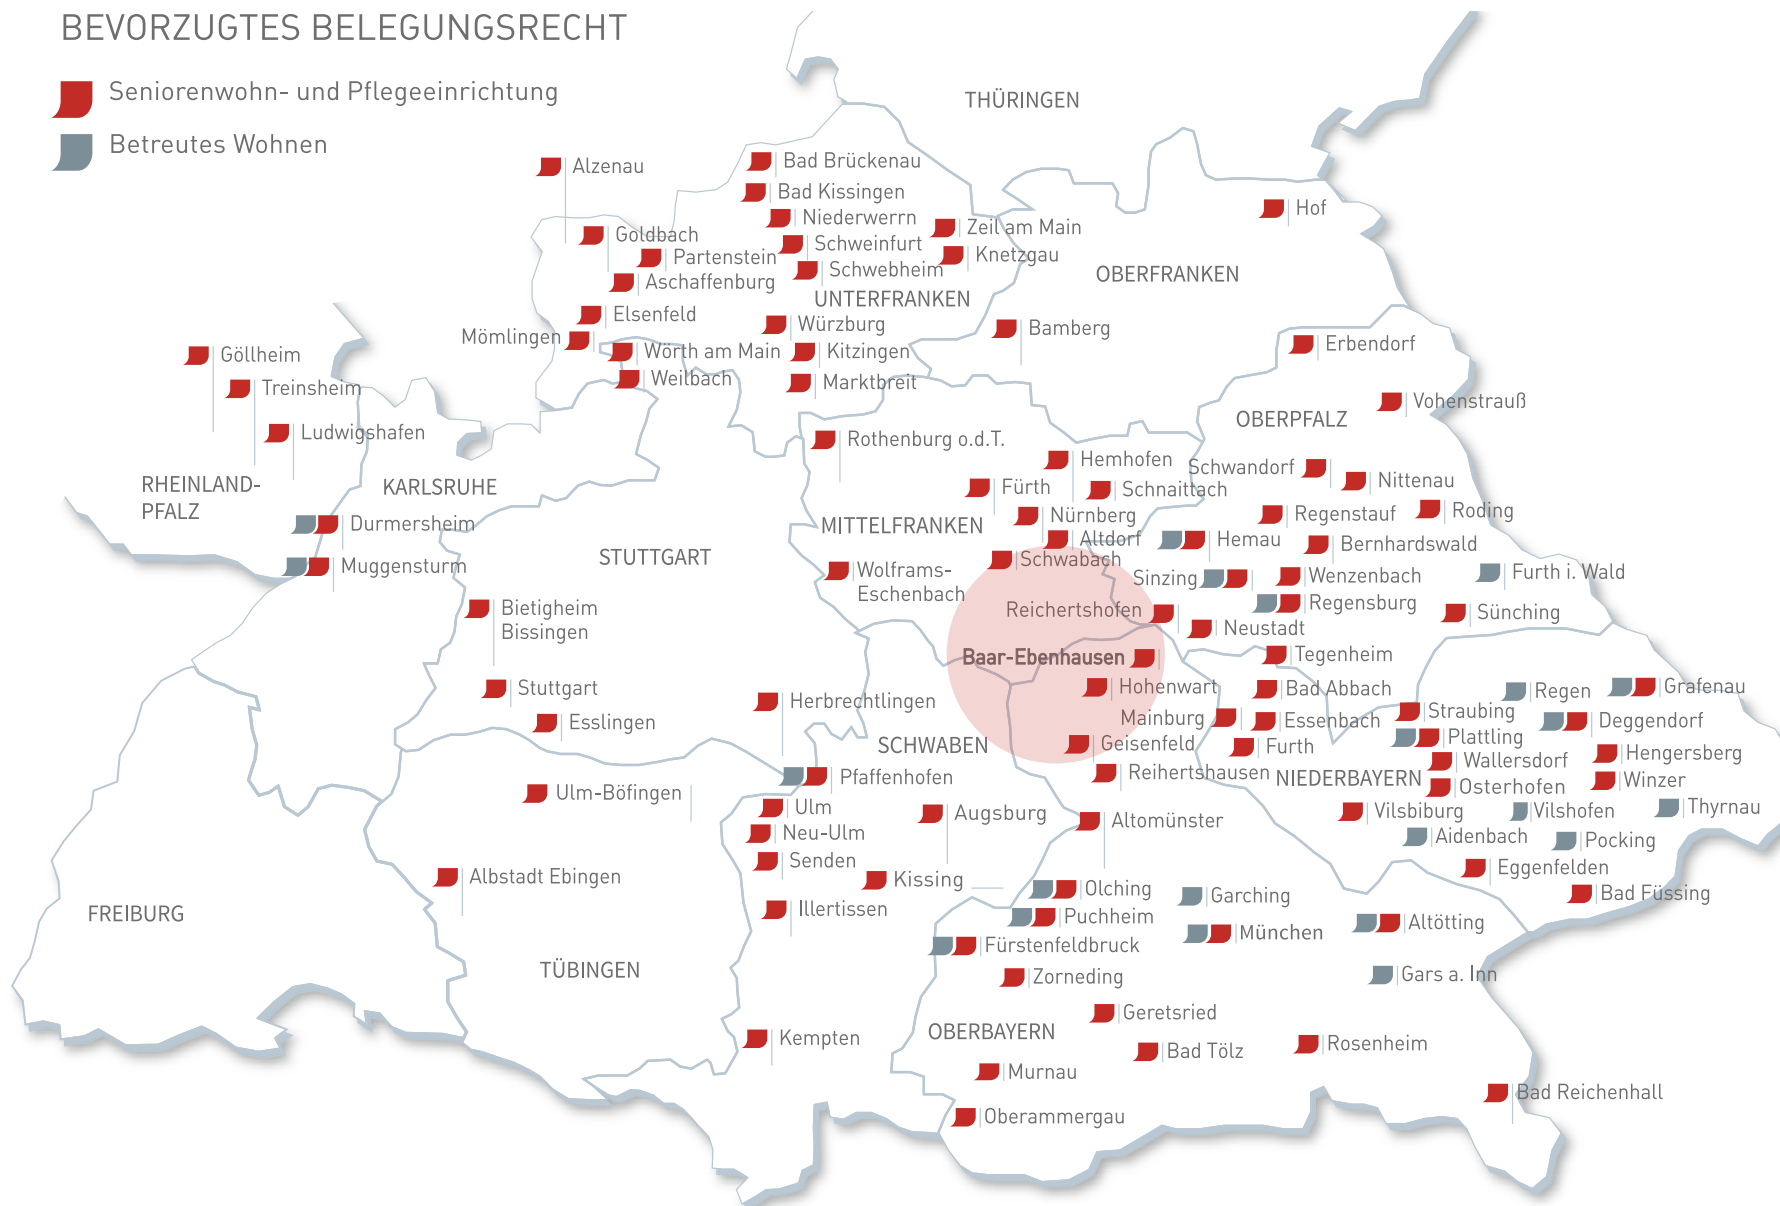 BEVORZUGTES BELEGUNGSRECHT
Seniorenwohn- und Pflegeeinrichtung
Betreutes Wohnen
THÜRINGEN
Alzenau
Bad Brückenau
Bad Kissingen
Niederwerrn
Hof
Goldbach
Zeil am Main
Schweinfurt
Partenstein
Knetzgau
Schwebheim
OBERFRANKEN
Aschaffenburg
UNTERFRANKEN
Elsenfeld
Würzburg
Bamberg
Mömlingen
Erbendorf
Göllheim
Wörth am Main
Kitzingen
Weilbach
Marktbreit
Treinsheim
Vohenstrauß
OBERPFALZ
Ludwigshafen
Rothenburg o.d.T.
Hemhofen
Schwandorf
Nittenau
RHEINLAND-
PFALZ
KARLSRUHE
Fürth
Schnaittach
Roding
Nürnberg
Regenstauf
Durmersheim
MITTELFRANKEN
Altdorf
Hemau
Bernhardswald
STUTTGART
Schwabach
Muggensturm
Wolframs-
Eschenbach
Sinzing
Wenzenbach
Furth i. Wald
Bietigheim
Bissingen
Reichertshofen
Regensburg
Sünching
Neustadt
Baar-Ebenhausen
Tegenheim
Stuttgart
Hohenwart
Bad Abbach
Regen
Grafenau
Herbrechtlingen
Esslingen
Mainburg
Essenbach
Straubing
Deggendorf
SCHWABEN
Geisenfeld
Furth
Plattling
Hengersberg
Pfaffenhofen
Reihertshausen
NIEDERBAYERN
Wallersdorf
Winzer
Ulm-Böfingen
Osterhofen
Ulm
Augsburg
Altomünster
Vilsbiburg
Vilshofen
Thyrnau
Neu-Ulm
Aidenbach
Pocking
Senden
Albstadt Ebingen
Kissing
Eggenfelden
Olching
Garching
Bad Füssing
FREIBURG
Illertissen
Puchheim
München
Altötting
Fürstenfeldbruck
TÜBINGEN
Zorneding
Gars a. Inn
Geretsried
OBERBAYERN
Kempten
Bad Tölz
Rosenheim
Murnau
Bad Reichenhall
Oberammergau